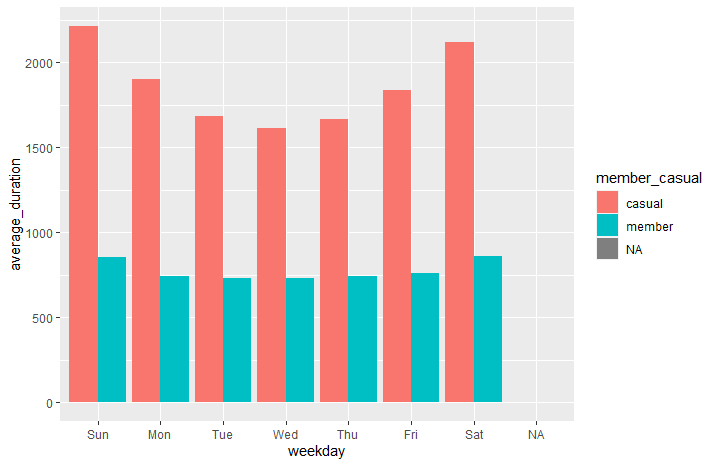 average_duration
2000
1500
1000
500
0
Sun Mon Tue Wed Thu Fri Sat NA
weekday
member_casual
casual
member
NA